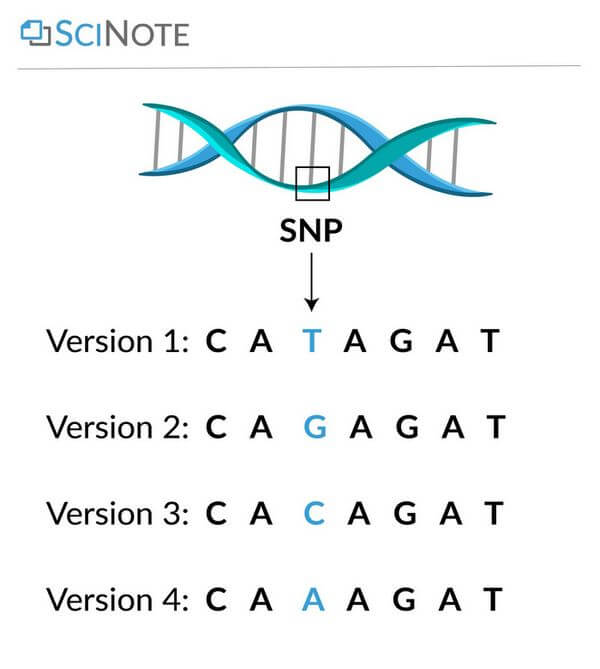 SCINOTE
SNP
Version 1: C A T A G A T
Version 2: C A G A G A T
Version 3: C A C A G A T
Version 4: C A A A G A T